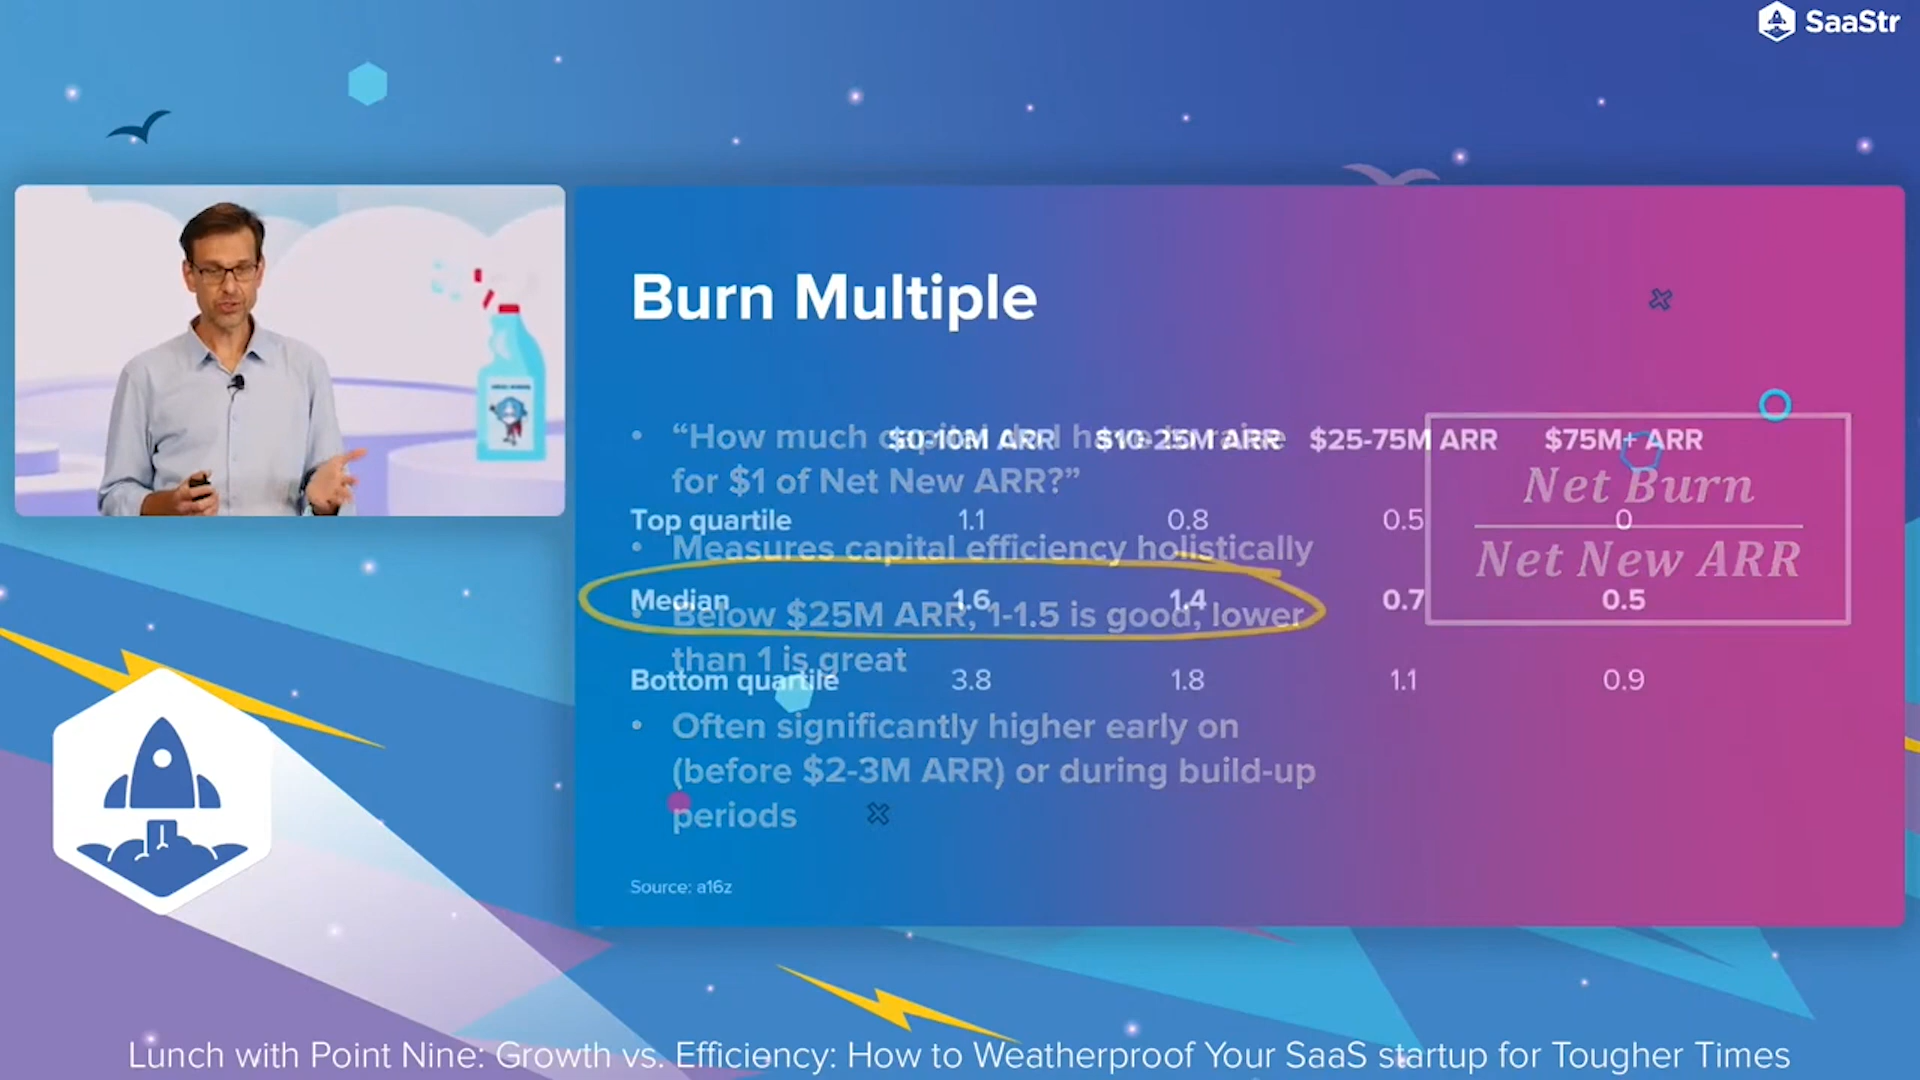 SaaStr
Burn Multiple
“How much capital did I have to raise
for $1 of Net New ARR?”
Measures capital efficiency holistically
Below $25M ARR, 1-1.5 is good, lower
than 1 is great
Often significantly higher early on
(before $2-3M ARR) or during build-up
periods
Net Burn
Net New ARR
$0-10M ARR $10-25M ARR $25-75M ARR $75M+ ARR
Top quartile 1.1 0.8 0.5 0
Median 1.6 1.4 0.7 0.5
Bottom quartile 3.8 1.8 1.1 0.9
Source: a16z
Lunch with Point Nine: Growth vs. Efficiency: How to Weatherproof Your SaaS startup for Tougher Times